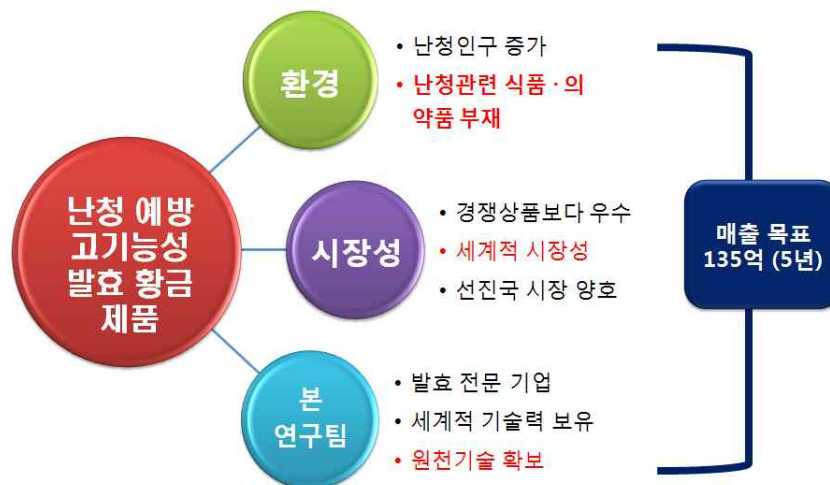 난청 예방
고기능성
발효 황금
제품
환경
• 난청인구 증가
• 난청관련 식품 · 의
약품 부재
시장성
• 경쟁상품보다 우수
• 세계적 시장성
• 선진국 시장 양호
본
연구팀
• 발효 전문 기업
• 세계적 기술력 보유
• 원천기술 확보
매출 목표
135억 (5년)